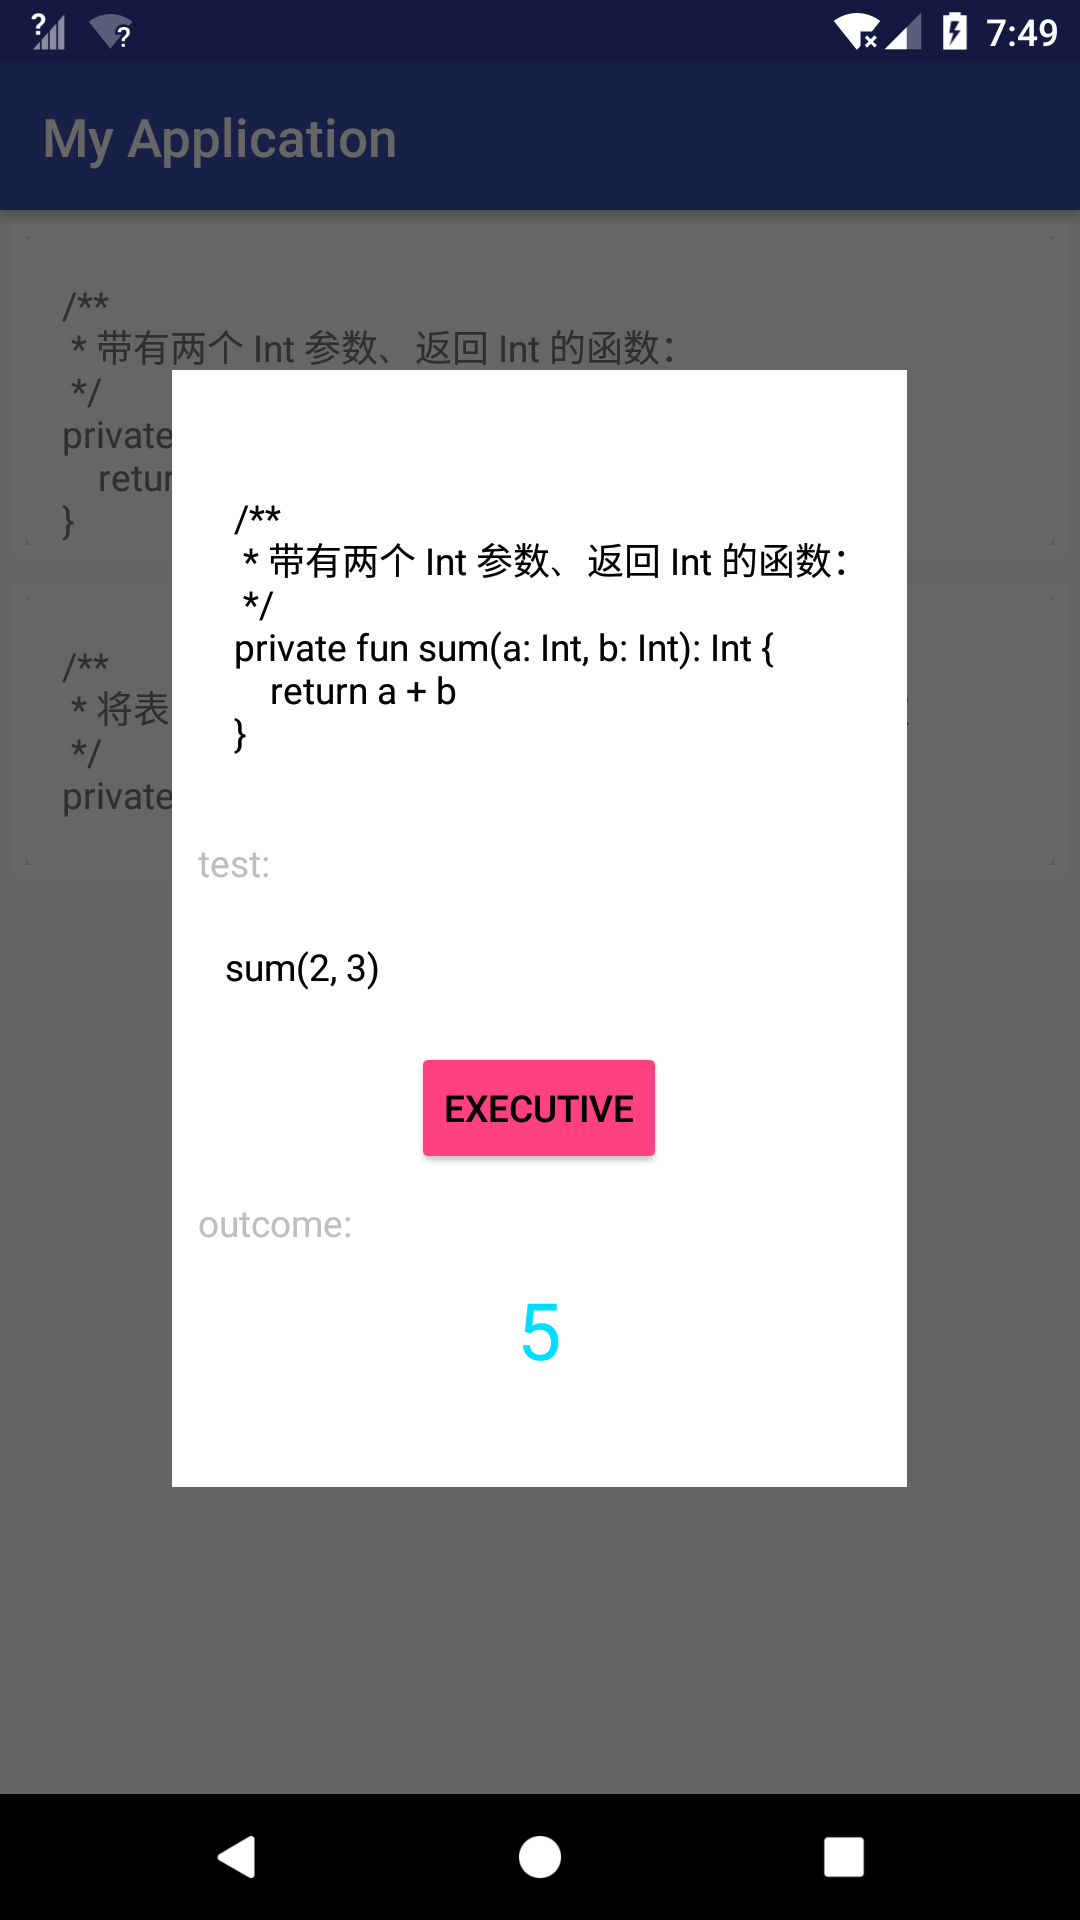 7:49
My Application
/**
* 带有两个 Int 参数、返回 Int 的函数：
*/
private
}
/**
* 将表
*/
private
/**
* 带有两个 Int 参数、返回 Int 的函数：
*/
private fun sum(a: Int, b: Int): Int {
return a + b
}
test:
sum(2, 3)
EXECUTIVE
outcome:
5